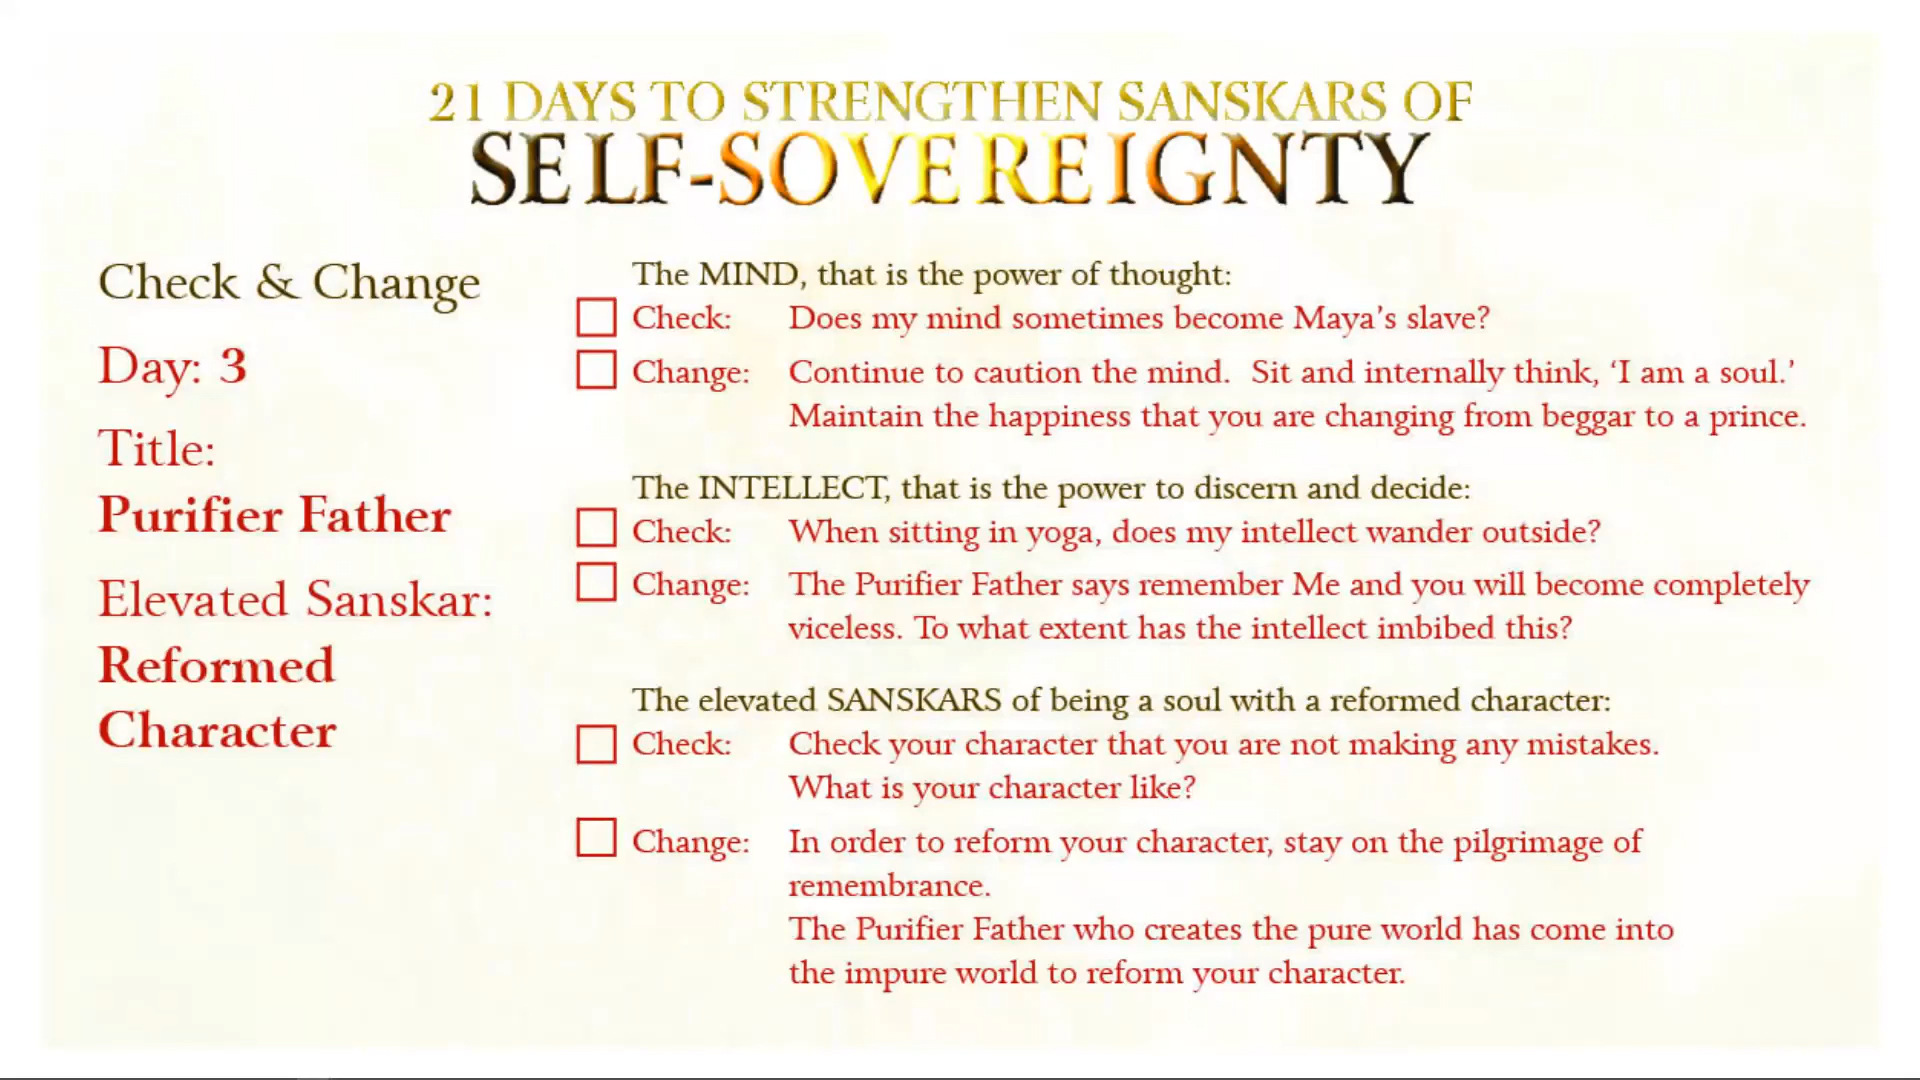 21 DAYS TO STRENGTHEN SANSKARS OF
SELF-SOVEREIGNTY
Check & Change
Day: 3
Title:
Purifier Father
Elevated Sanskar:
Reformed
Character
The MIND, that is the power of thought:
Check: Does my mind sometimes become Maya’s slave?
Change: Continue to caution the mind.  Sit and internally think, ‘I am a soul.’
Maintain the happiness that you are changing from beggar to a prince.
The INTELLECT, that is the power to discern and decide:
Check: When sitting in yoga, does my intellect wander outside?
Change: The Purifier Father says remember Me and you will become completely
viceless. To what extent has the intellect imbibed this?
The elevated SANSKARS of being a soul with a reformed character:
Check: Check your character that you are not making any mistakes.
What is your character like?
Change: In order to reform your character, stay on the pilgrimage of
remembrance.
The Purifier Father who creates the pure world has come into
the impure world to reform your character.